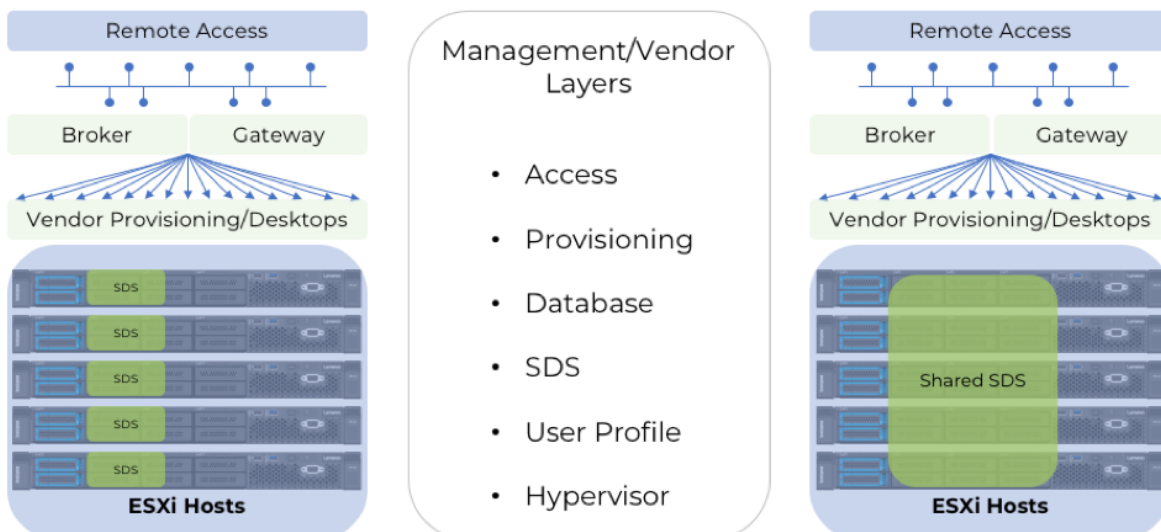 Remote Access
Broker
Gateway
Vendor Provisioning/Desktops
SDS
SDS
SDS
SDS
SDS
ESXi Hosts
Management/Vendor
Layers
• Access
• Provisioning
• Database
• SDS
• User Profile
• Hypervisor
Remote Access
Broker
Gateway
Vendor Provisioning/Desktops
Shared SDS
ESXi Hosts